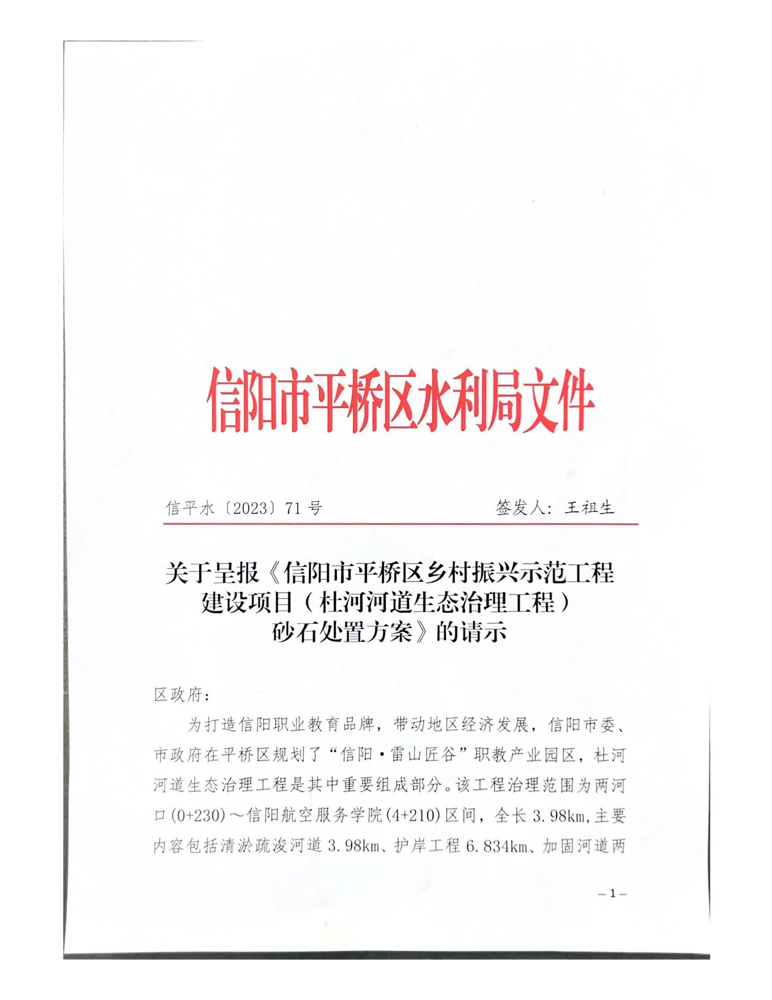 信阳市平桥区水利局文件
信平水〔2023〕71号 签发人：王祖生
关于呈报《信阳市平桥区乡村振兴示范工程
建设项目（杜河河道生态治理工程）
砂石处置方案》的请示
区政府：
为打造信阳职业教育品牌，带动地区经济发展，信阳市委、
市政府在平桥区规划了“信阳·雷山匠谷”职教产业园区，杜河
河道生态治理工程是其中重要组成部分。该工程治理范围为两河
口(0+230)～信阳航空服务学院(4+210)区间，全长3.98km,主要
内容包括清淤疏浚河道3.98km、护岸工程6.834km、加固河道两
—1—